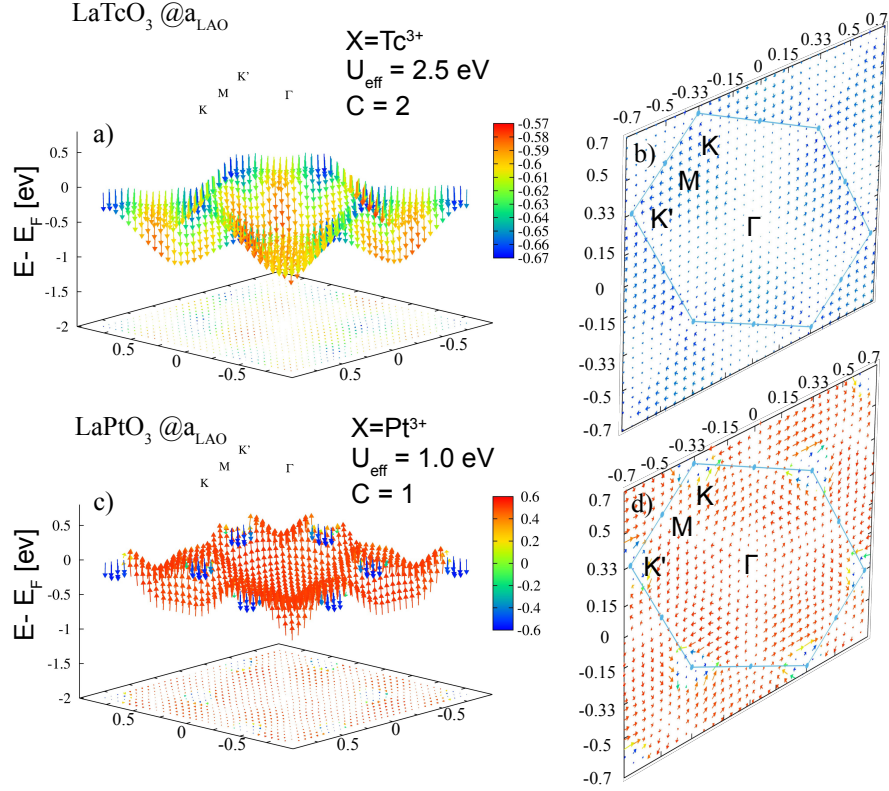 LaTcO3 @aLAO
X=Tc3+
Ueff = 2.5 eV
C = 2
K'
M
K
Γ
a)
E- EF [ev]
0.5
0
-0.5
-1
-1.5
-2
0.5
0
-0.5
0.5
0
-0.5
-0.57
-0.58
-0.59
-0.6
-0.61
-0.62
-0.63
-0.64
-0.65
-0.66
-0.67
b)
-0.7 -0.5 -0.33 -0.15 0 0.15 0.33 0.5 0.7
0.7
0.5
0.33
0.15
0
-0.15
-0.33
-0.5
-0.7
K
M
K'
Γ
LaPtO3 @aLAO
X=Pt3+
Ueff = 1.0 eV
C = 1
K'
M
K
Γ
c)
E- EF [ev]
0.5
0
-0.5
-1
-1.5
-2
0.5
0
-0.5
0.5
0
-0.5
0.6
0.4
0.2
0
-0.2
-0.4
-0.6
d)
-0.7 -0.5 -0.33 -0.15 0 0.15 0.33 0.5 0.7
0.7
0.5
0.33
0.15
0
-0.15
-0.33
-0.5
-0.7
K
M
K'
Γ